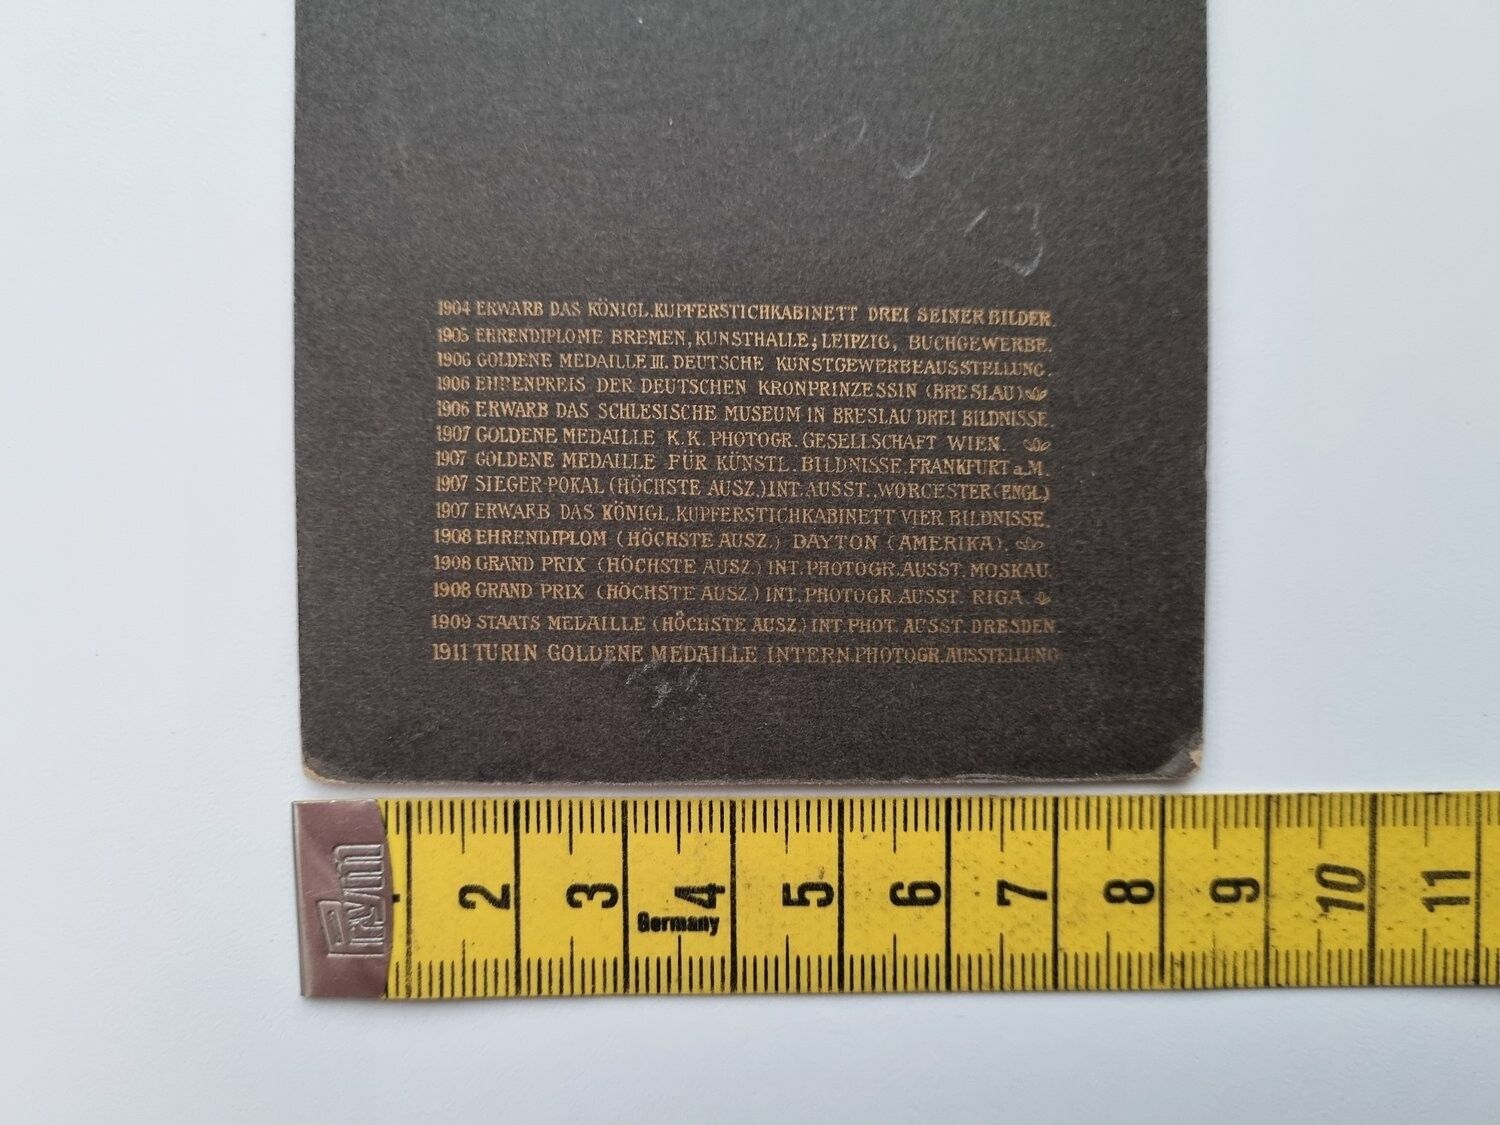 1904 ERWARB DAS KÖNIGL. KUPFERSTICHKABINETT DREI SEINER BILDER.
1905 EHRENDIPLOME BREMEN, KUNSTHALLE; LEIPZIG, BUCHGEWERBE.
1906 GOLDENE MEDAILLE III. DEUTSCHE KUNSTGEWERBEAUSSTELLUNG.
1906 EHRENPREIS DER DEUTSCHEN KRONPRINZESSIN (BRESLAU)
1906 ERWARB DAS SCHLESISCHE MUSEUM IN BRESLAU DREI BILDNISSE.
1907 GOLDENE MEDAILLE K.K. PHOTOGR. GESELLSCHAFT WIEN.
1907 GOLDENE MEDAILLE FÜR KÜNSTL. BILDNISSE. FRANKFURT a.M.
1907 SIEGER-POKAL (HÖCHSTE AUSZ.) INT. AUSST., WORCESTER (ENGL.)
1907 ERWARB DAS KÖNIGL. KUPFERSTICHKABINETT VIER BILDNISSE.
1908 EHRENDIPLOM (HÖCHSTE AUSZ.) DAYTON (AMERIKA).
1908 GRAND PRIX (HÖCHSTE AUSZ.) INT. PHOTOGR. AUSST. MOSKAU.
1908 GRAND PRIX (HÖCHSTE AUSZ.) INT. PHOTOGR. AUSST. RIGA.
1909 STAATS MEDAILLE (HÖCHSTE AUSZ.) INT. PHOT. AUSST. DRESDEN.
1911 TURIN GOLDENE MEDAILLE INTERN. PHOTOGR. AUSSTELLUNG
Prym
2 3 4 5 6 7 8 9 10 11
Germany